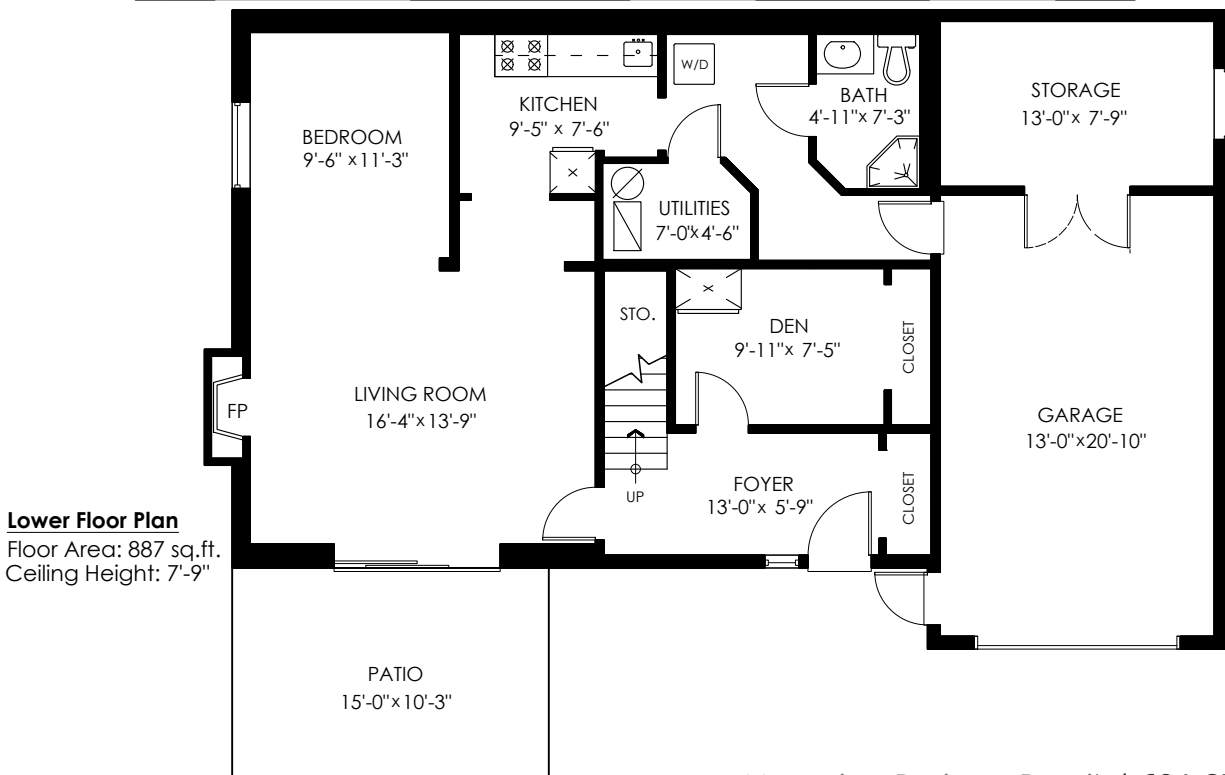 W/D
KITCHEN
9'-5" x 7'-6"
BATH
4'-11"x 7'-3"
STORAGE
13'-0"x 7'-9"
BEDROOM
9'-6" x11'-3"
UTILITIES
7'-0'x4'-6"
STO.
DEN
9'-11"x 7'-5"
CLOSET
LIVING ROOM
16'-4"x13'-9"
FP
GARAGE
13'-0"x20'-10"
UP
FOYER
13'-0"x 5'-9"
CLOSET
Lower Floor Plan
Floor Area: 887 sq.ft.
Ceiling Height: 7'-9"
PATIO
15'-0"x10'-3"